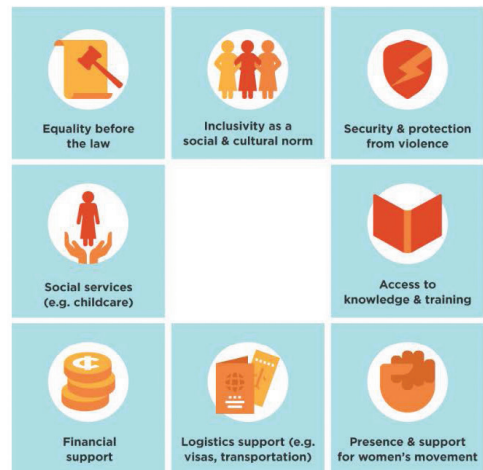 Equality before
the law
Inclusivity as a
social & cultural norm
Security & protection
from violence
Social services
(e.g. childcare)
Access to
knowledge & training
Financial
support
Logistics support (e.g.
visas, transportation)
Presence & support
for women's movement